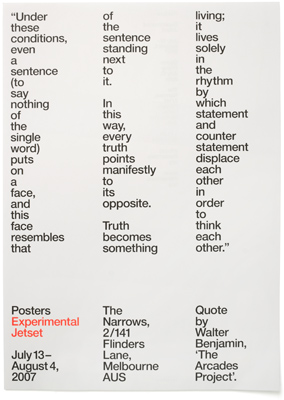 “Under
these
conditions,
even
a
sentence
(to
say
nothing
of
the
single
word)
puts
on
a
face,
and
this
face
resembles
that
of
the
sentence
standing
next
to
it.
In
this
way,
every
truth
points
manifestly
to
its
opposite.
Truth
becomes
something
living;
it
lives
solely
in
the
rhythm
by
which
statement
and
counter
statement
displace
each
other
in
order
to
think
each
other.”
Posters
Experimental
Jetset
July 13–
August 4,
2007
The
Narrows,
2/141
Flinders
Lane,
Melbourne
AUS
Quote
by
Walter
Benjamin,
‘The
Arcades
Project’.